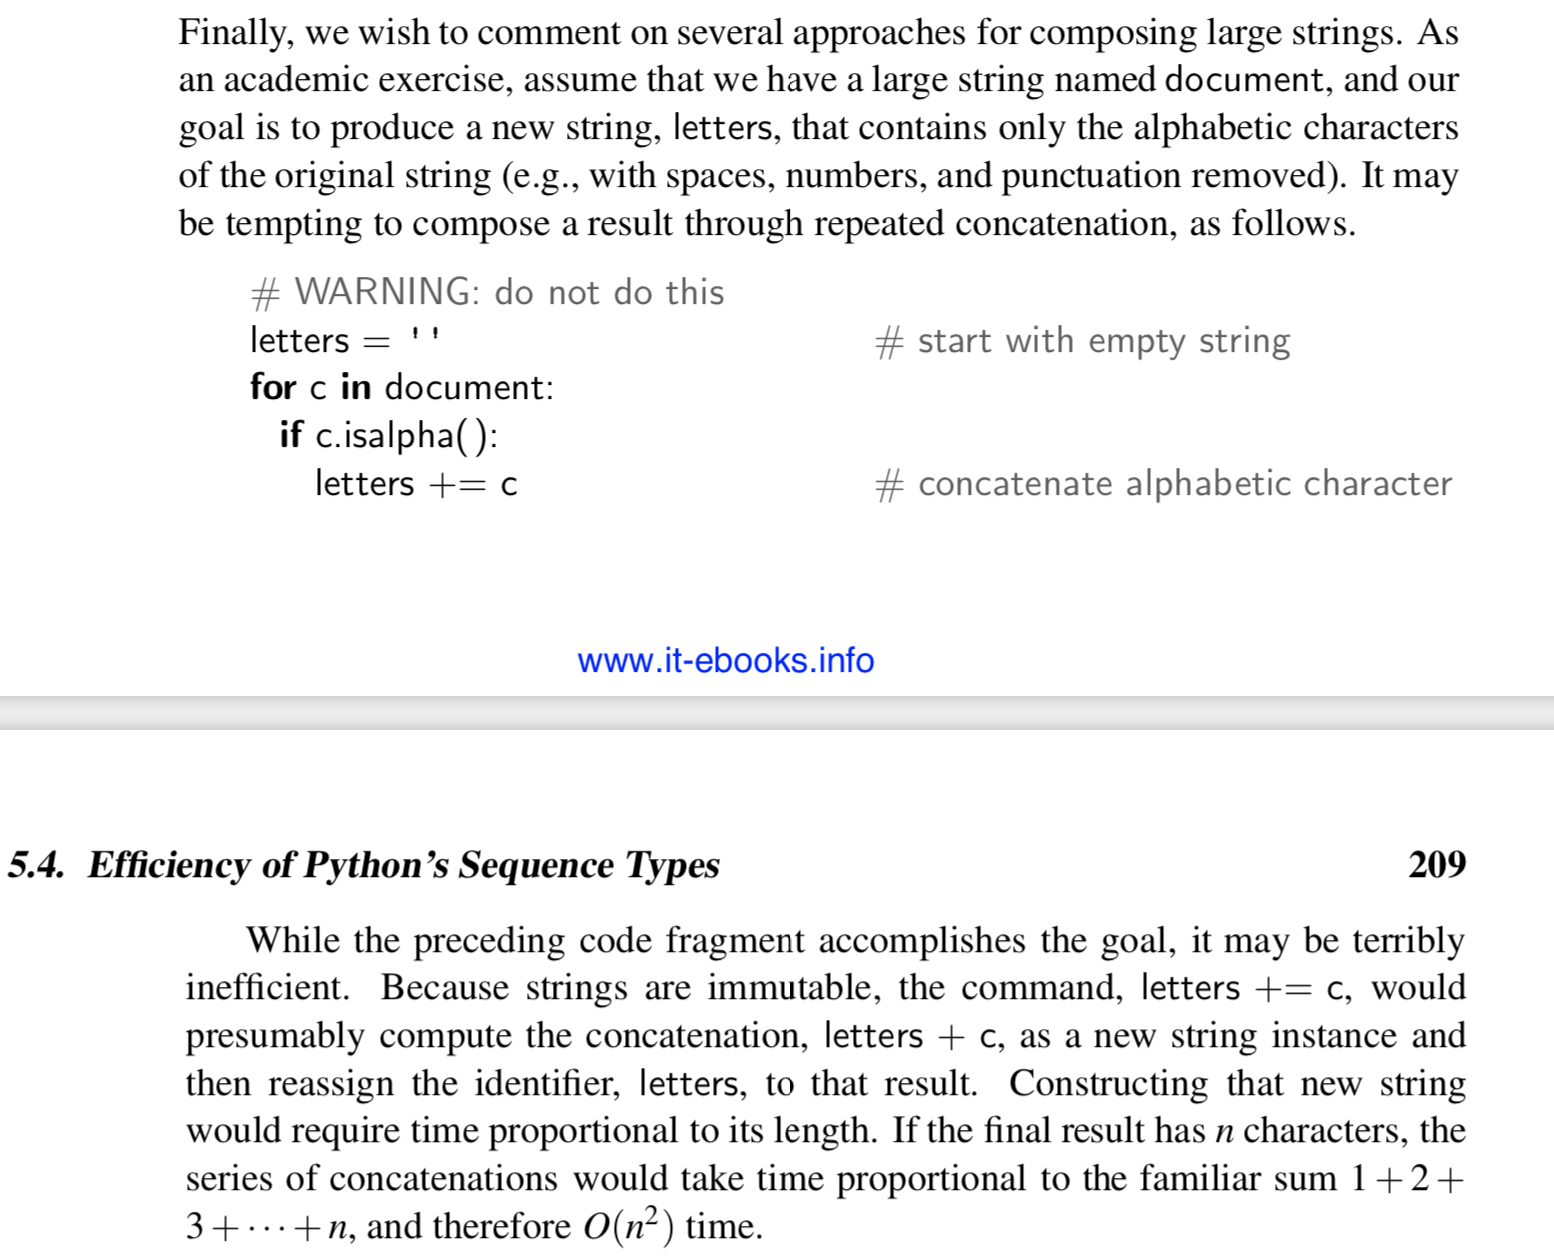 Finally, we wish to comment on several approaches for composing large strings. As
an academic exercise, assume that we have a large string named document, and our
goal is to produce a new string, letters, that contains only the alphabetic characters
of the original string (e.g., with spaces, numbers, and punctuation removed). It may
be tempting to compose a result through repeated concatenation, as follows.
# WARNING: do not do this
letters = '' # start with empty string
for c in document:
if c.isalpha():
letters += c # concatenate alphabetic character
www.it-ebooks.info
5.4. Efficiency of Python's Sequence Types 209
While the preceding code fragment accomplishes the goal, it may be terribly
inefficient. Because strings are immutable, the command, letters += c, would
presumably compute the concatenation, letters + c, as a new string instance and
then reassign the identifier, letters, to that result. Constructing that new string
would require time proportional to its length. If the final result has n characters, the
series of concatenations would take time proportional to the familiar sum 1+2+
3+···+n, and therefore O(n²) time.